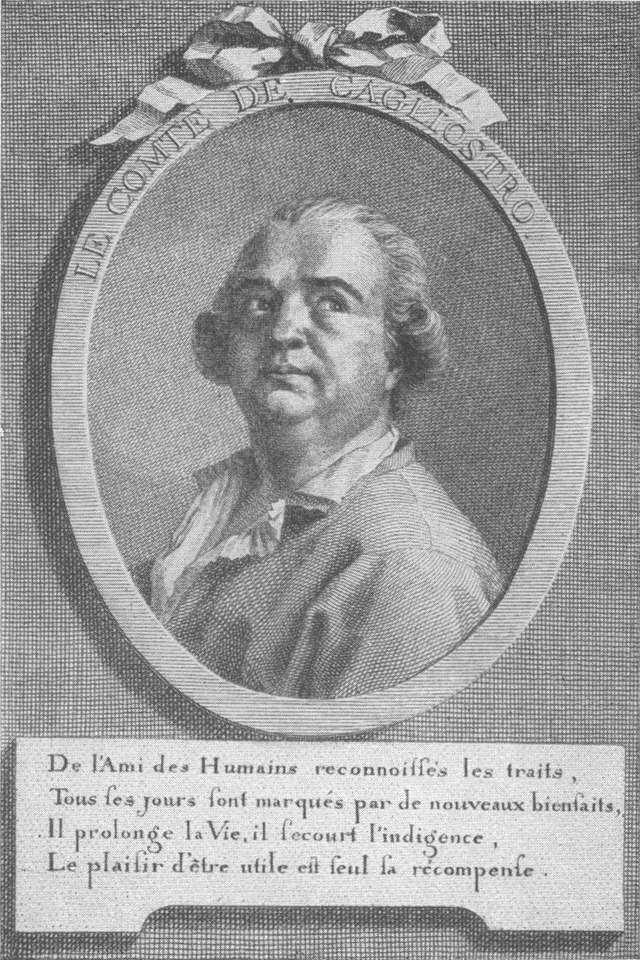 LE COMTE DE CAGLIOSTRO.
De l'Ami des Humains reconnoiſſés les traits,
Tous ſes jours ſont marqués par de nouveaux bienfaits,
Il prolonge la Vie, il ſecourt l'indigence,
Le plaiſir d'être utile eſt ſeul ſa récompenſe.